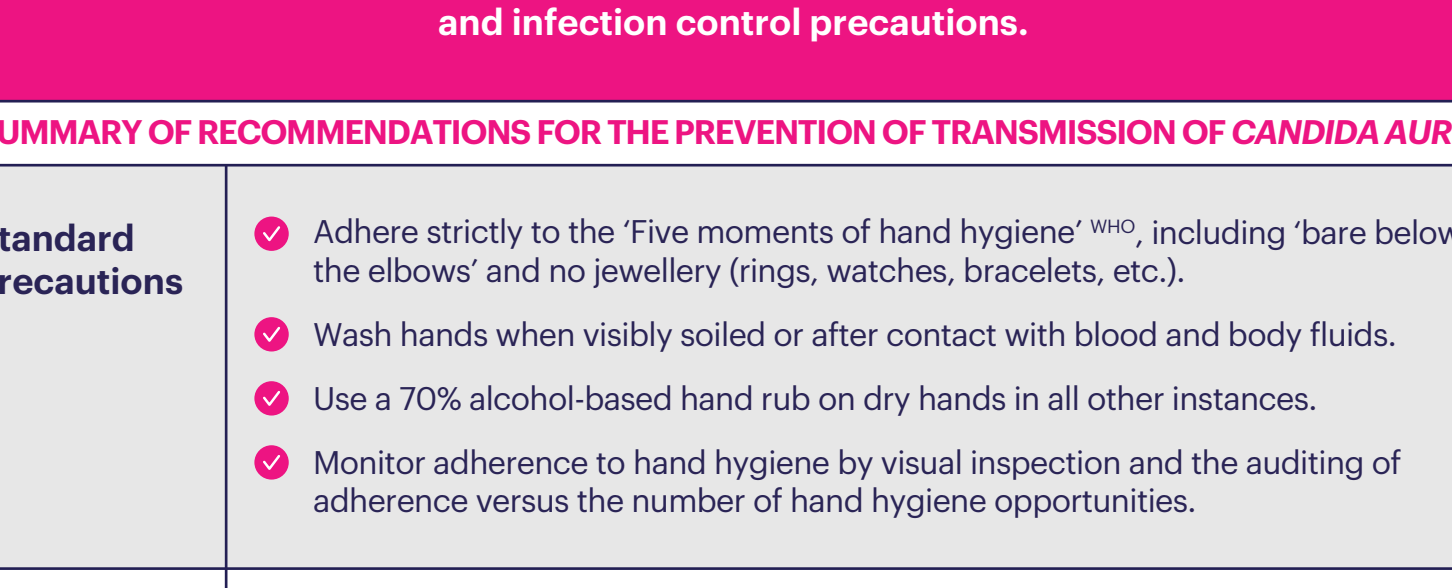 and infection control precautions.
UMMARY OF RECOMMENDATIONS FOR THE PREVENTION OF TRANSMISSION OF CANDIDA AUR
tandard
recautions
Adhere strictly to the ‘Five moments of hand hygiene’ WHO, including ‘bare below
the elbows’ and no jewellery (rings, watches, bracelets, etc.).
Wash hands when visibly soiled or after contact with blood and body fluids.
Use a 70% alcohol-based hand rub on dry hands in all other instances.
Monitor adherence to hand hygiene by visual inspection and the auditing of
adherence versus the number of hand hygiene opportunities.